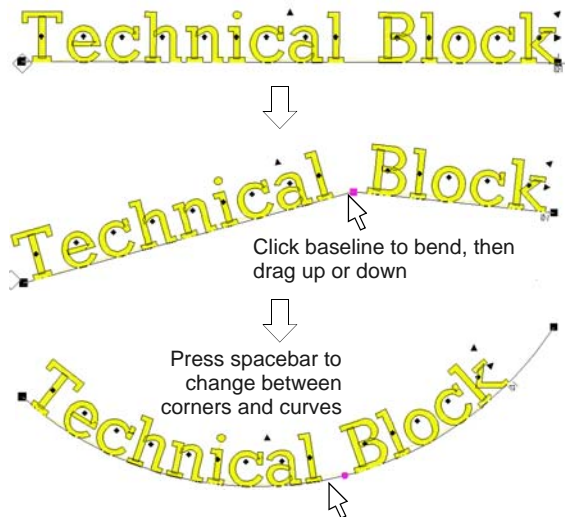 Technical Block
Technical Block
Click baseline to bend, then
drag up or down
Press spacebar to
change between
corners and curves
Technical Block